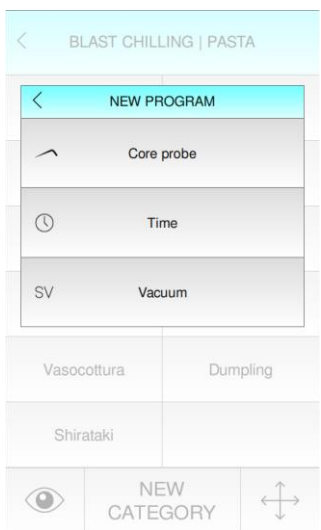 BLAST CHILLING | PASTA
NEW PROGRAM
Core probe
Time
SV Vacuum
Vasocottura Dumpling
Shirataki
NEW
CATEGORY